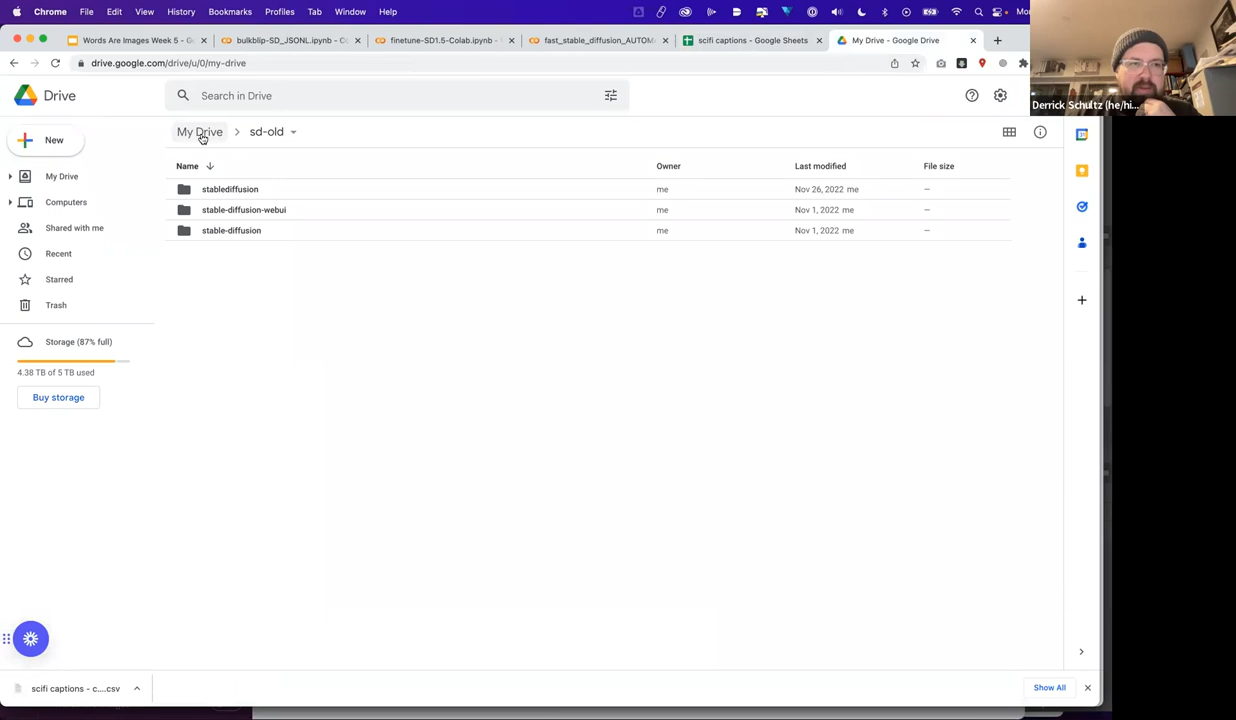 Chrome File Edit View History Bookmarks Profiles Tab Window Help
Words Are Images Week 5 -
bulkblip-SD_JSONL.ipynb - C
finetune-SD1.5-Colab.ipynb -
fast_stable_diffusion_AUTOMA
scifi captions - Google Sheets
My Drive - Google Drive
drive.google.com/drive/u/0/my-drive
Derrick Schultz (he/hi...
Drive
Search in Drive
New
My Drive
Computers
Shared with me
Recent
Starred
Trash
Storage (87% full)
4.38 TB of 5 TB used
Buy storage
My Drive > sd-old
Name Owner Last modified File size
stablediffusion me Nov 26, 2022 me —
stable-diffusion-webui me Nov 1, 2022 me —
stable-diffusion me Nov 1, 2022 me —
scifi captions - c....csv
Show All